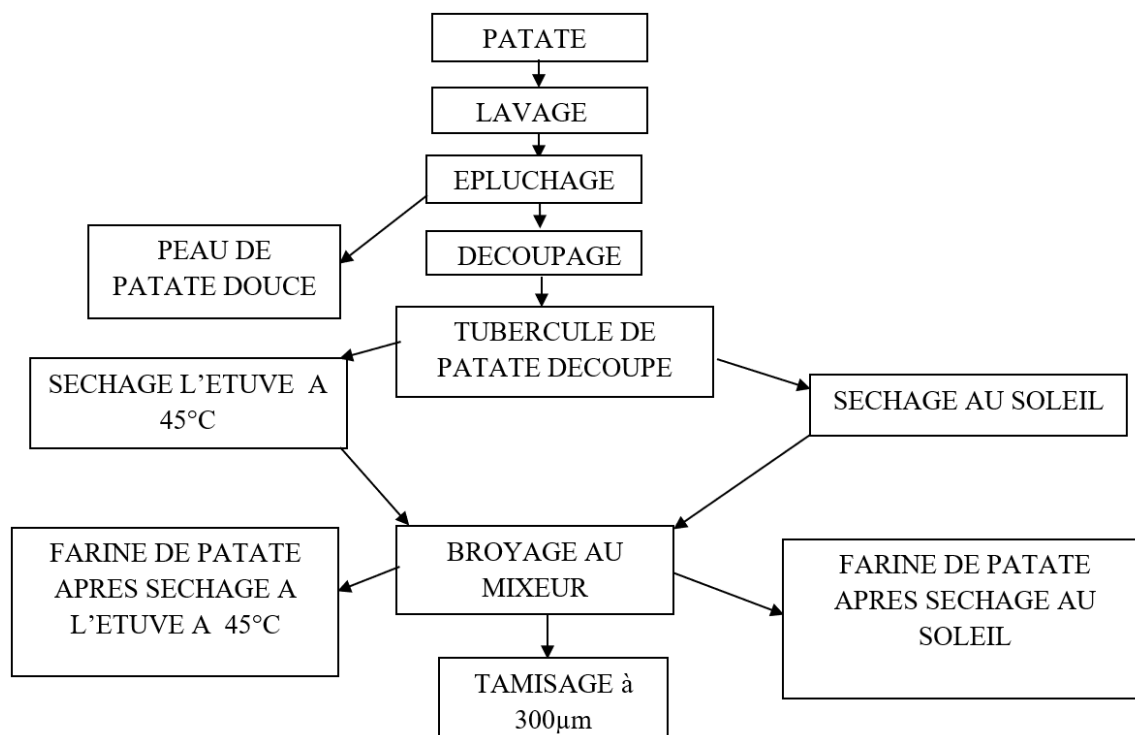 PATATE
LAVAGE
EPLUCHAGE
PEAU DE
PATATE DOUCE
DECOUPAGE
TUBERCULE DE
PATATE DECOUPE
SECHAGE L’ETUVE A
45°C
SECHAGE AU SOLEIL
FARINE DE PATATE
APRES SECHAGE A
L’ETUVE A 45°C
BROYAGE AU
MIXEUR
FARINE DE PATATE
APRES SECHAGE AU
SOLEIL
TAMISAGE à
300µm